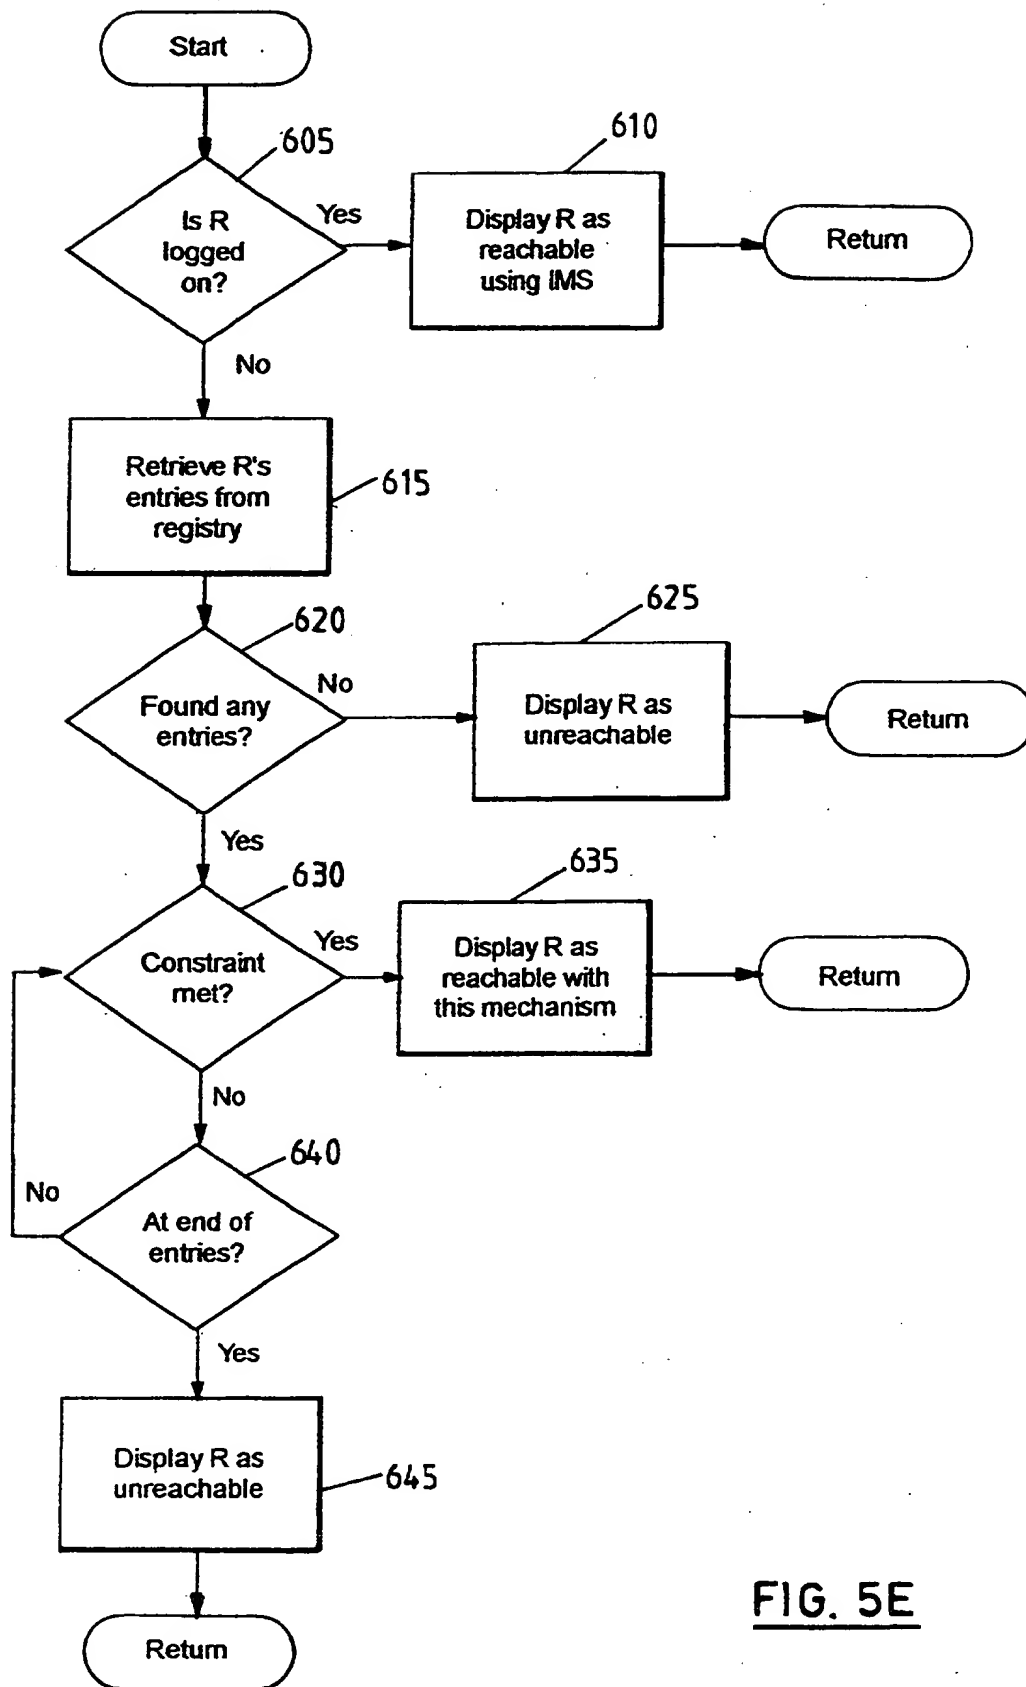 Start
605
610
Is R
logged
on?
Yes
Display R as
reachable
using IMS
Return
No
Retrieve R's
entries from
registry
615
620
625
Found any
entries?
No
Display R as
unreachable
Return
Yes
630
635
Constraint
met?
Yes
Display R as
reachable with
this mechanism
Return
No
640
No
At end of
entries?
Yes
Display R as
unreachable
645
Return
FIG. 5E